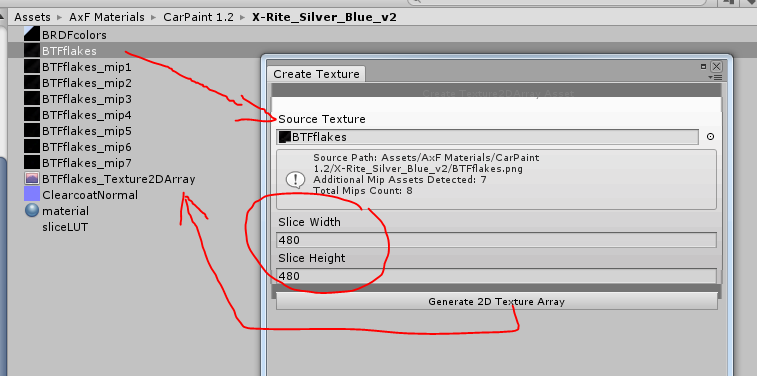 Assets ▸ AxF Materials ▸ CarPaint 1.2 ▸ X-Rite_Silver_Blue_v2
BRDFcolors
BTFflakes
BTFflakes_mip1
BTFflakes_mip2
BTFflakes_mip3
BTFflakes_mip4
BTFflakes_mip5
BTFflakes_mip6
BTFflakes_mip7
BTFflakes_Texture2DArray
ClearcoatNormal
material
sliceLUT
Create Texture
Create Texture2DArray Asset
Source Texture
BTFflakes
Source Path: Assets/AxF Materials/CarPaint
1.2/X-Rite_Silver_Blue_v2/BTFflakes.png
Additional Mip Assets Detected: 7
Total Mips Count: 8
Slice Width
480
Slice Height
480
Generate 2D Texture Array